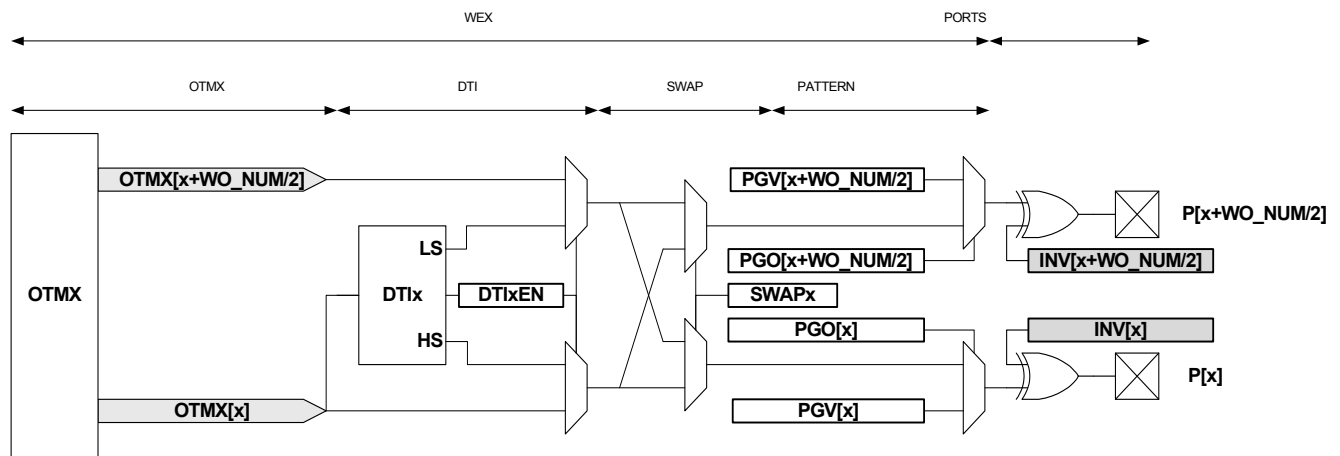 WEX PORTS
OTMX DTI SWAP PATTERN
OTMX[x+WO_NUM/2] PGV[x+WO_NUM/2]
P[x+WO_NUM/2]
LS
PGO[x+WO_NUM/2] INV[x+WO_NUM/2]
OTMX DTIx DTIxEN SWAPx
PGO[x] INV[x]
HS
P[x]
OTMX[x] PGV[x]